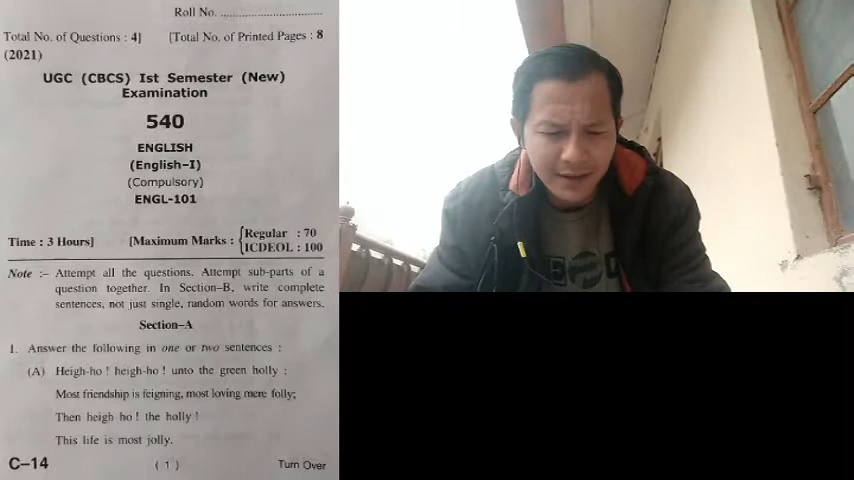 Roll No. ................................
Total No. of Questions : 4] [Total No. of Printed Pages : 8
(2021)
UGC (CBCS) Ist Semester (New)
Examination
540
ENGLISH
(English–I)
(Compulsory)
ENGL-101
Time : 3 Hours] [Maximum Marks : { Regular : 70
ICDEOL : 100
Note :– Attempt all the questions. Attempt sub-parts of a
question together. In Section–B, write complete
sentences, not just single, random words for answers.
Section–A
1. Answer the following in one or two sentences :
(A) Heigh-ho ! heigh-ho ! unto the green holly :
Most friendship is feigning, most loving mere folly;
Then heigh ho ! the holly !
This life is most jolly.
C–14 ( 1 ) Turn Over